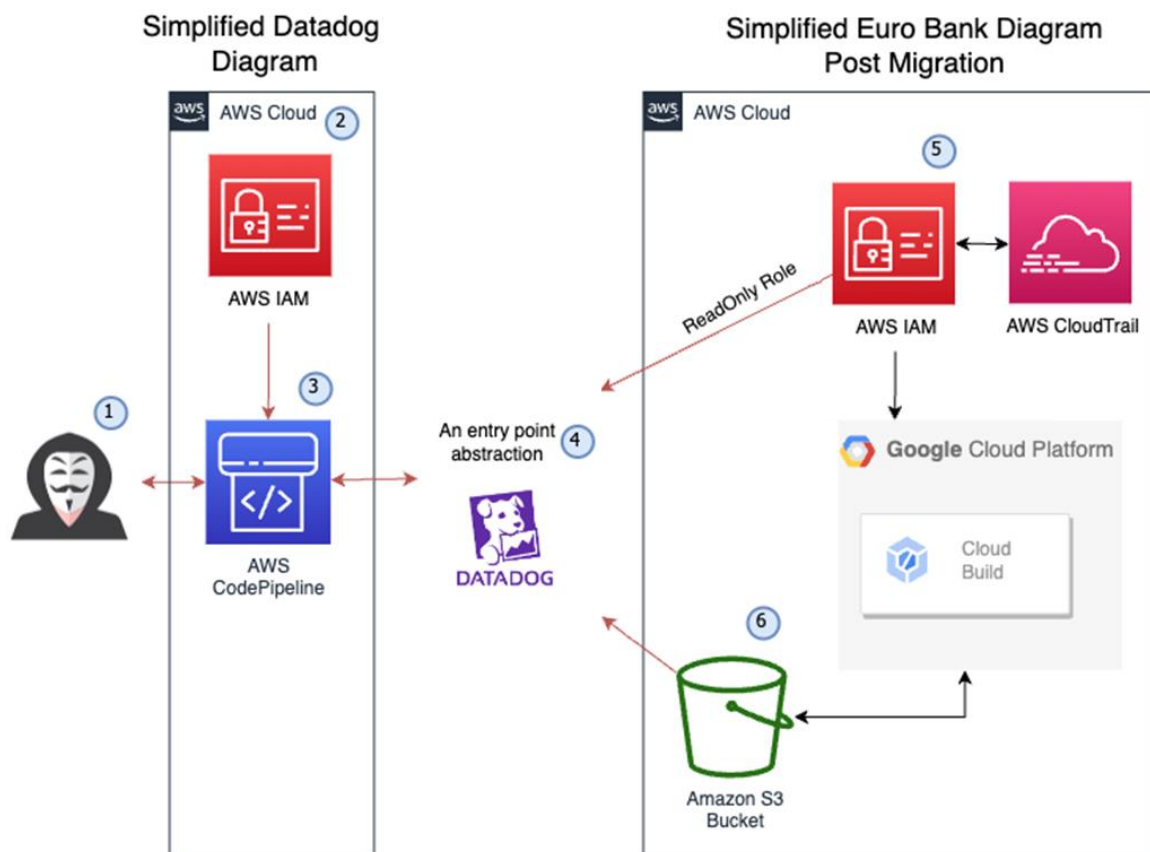 Simplified Datadog
Diagram
Simplified Euro Bank Diagram
Post Migration
aws
AWS Cloud
2
AWS IAM
1
3
AWS
CodePipeline
An entry point
abstraction
4
DATADOG
aws
AWS Cloud
5
ReadOnly Role
AWS IAM
AWS CloudTrail
Google Cloud Platform
Cloud
Build
6
Amazon S3
Bucket